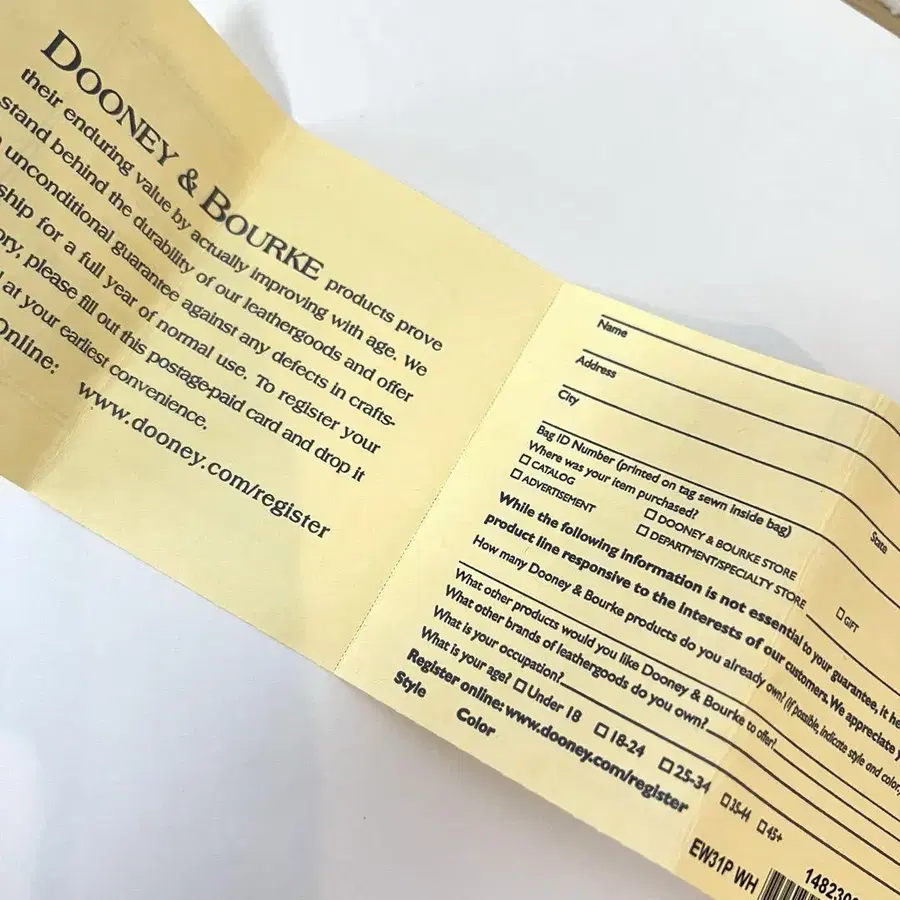 DOONEY & BOURKE products prove
their enduring value by actually improving with age. We
stand behind the durability of our leathergoods and offer
unconditional guarantee against any defects in crafts-
ship for a full year of normal use. To register your
ory, please fill out this postage-paid card and drop it
at your earliest convenience.
Online: www.dooney.com/register
Name
Address
City
State
Bag ID Number (printed on tag sewn inside bag)
Where was your item purchased?
☐ CATALOG ☐ DOONEY & BOURKE STORE ☐ GIFT
☐ ADVERTISEMENT ☐ DEPARTMENT/SPECIALTY STORE
While the following information is not essential to your guarantee, it he
product line responsive to the interests of our customers. We appreciate
How many Dooney & Bourke products do you already own? (If possible, indicate style and color,
What other products would you like Dooney & Bourke to offer?
What other brands of leathergoods do you own?
What is your occupation?
What is your age? ☐ Under 18 ☐ 18-24 ☐ 25-34 ☐ 35-44 ☐ 45+
Register online: www.dooney.com/register
Style Color
EW31P WH 148230